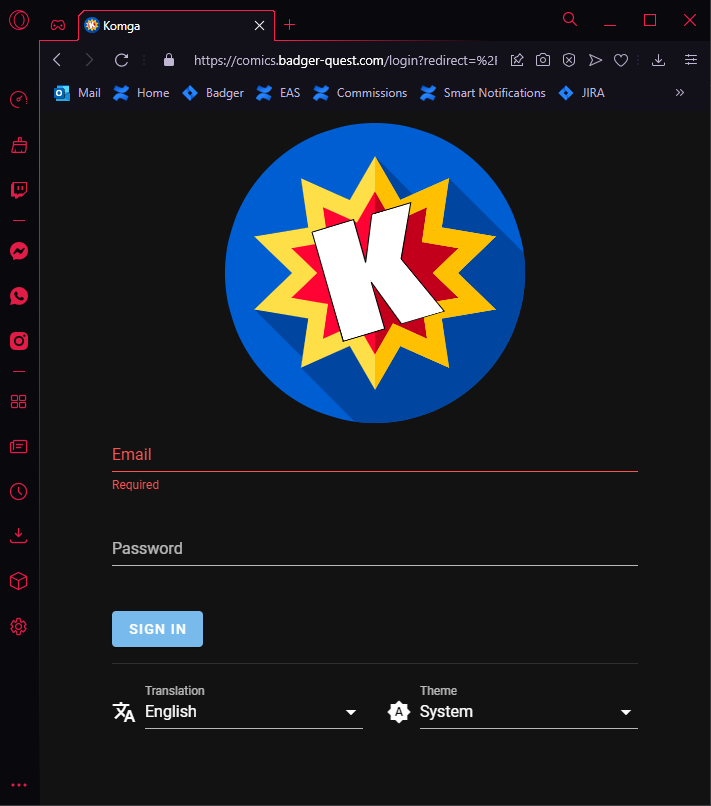 Komga
https://comics.badger-quest.com/login?redirect=%2F
Mail Home Badger EAS Commissions Smart Notifications JIRA
K
Email
Required
Password
SIGN IN
Translation
English
Theme
A
System